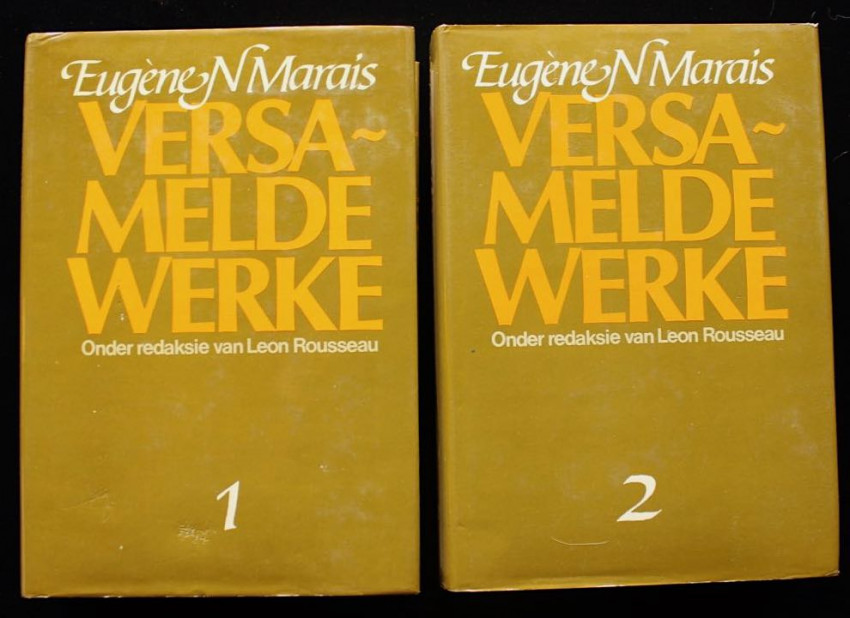 Eugène N Marais
VERSA~
MELDE
WERKE
Onder redaksie van Leon Rousseau
1
Eugène N Marais
VERSA~
MELDE
WERKE
Onder redaksie van Leon Rousseau
2